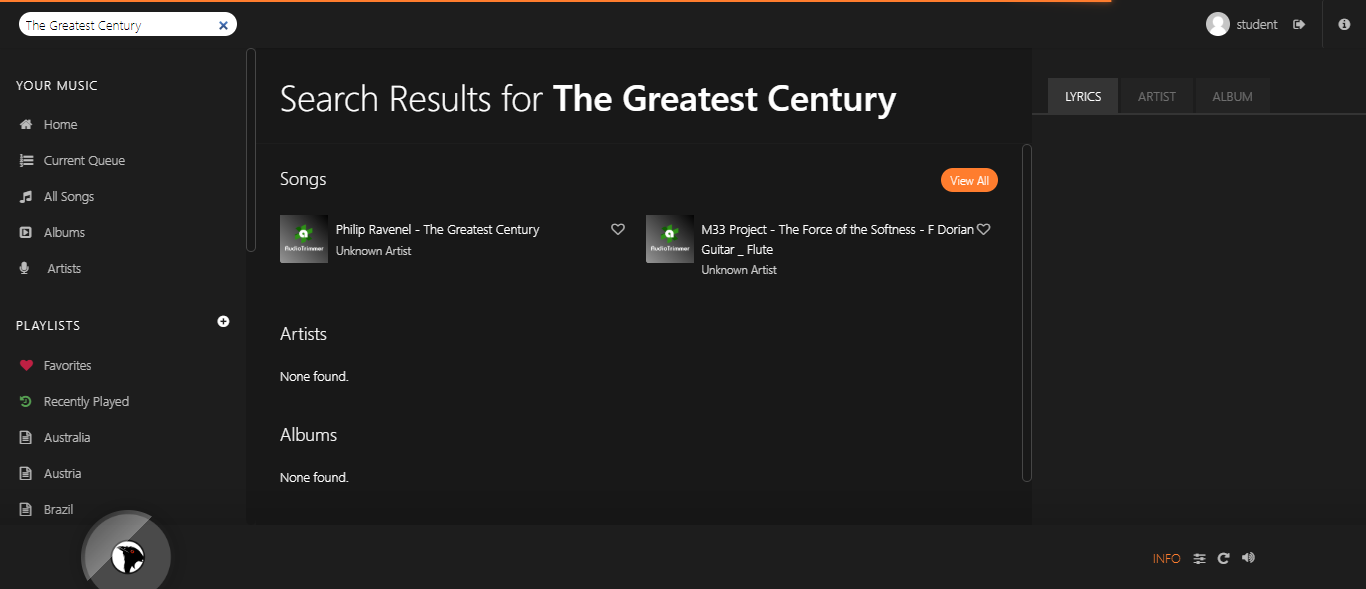 The Greatest Century
student
YOUR MUSIC
Home
Current Queue
All Songs
Albums
Artists
PLAYLISTS
Favorites
Recently Played
Australia
Austria
Brazil
Search Results for The Greatest Century
Songs
View All
AudioTrimmer
Philip Ravenel - The Greatest Century
Unknown Artist
AudioTrimmer
M33 Project - The Force of the Softness - F Dorian
Guitar _ Flute
Unknown Artist
Artists
None found.
Albums
None found.
LYRICS
ARTIST
ALBUM
INFO